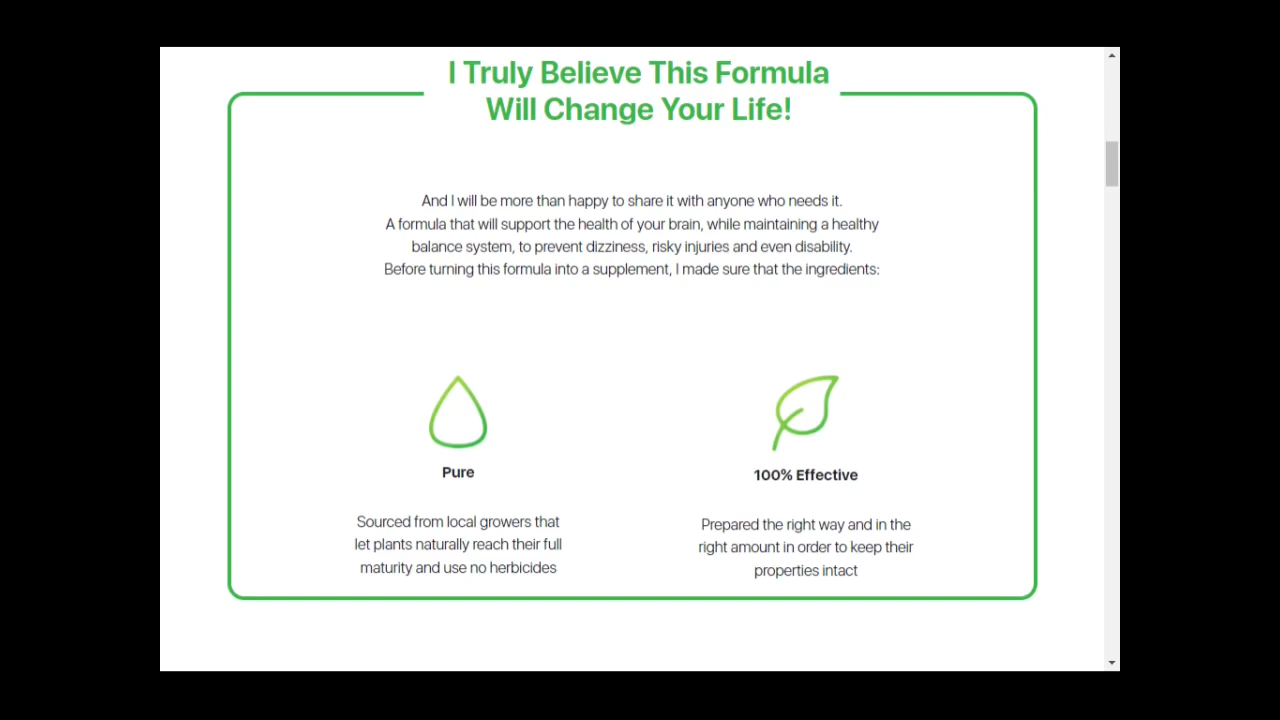 I Truly Believe This Formula
Will Change Your Life!
And I will be more than happy to share it with anyone who needs it.
A formula that will support the health of your brain, while maintaining a healthy
balance system, to prevent dizziness, risky injuries and even disability.
Before turning this formula into a supplement, I made sure that the ingredients:
Pure
Sourced from local growers that
let plants naturally reach their full
maturity and use no herbicides
100% Effective
Prepared the right way and in the
right amount in order to keep their
properties intact